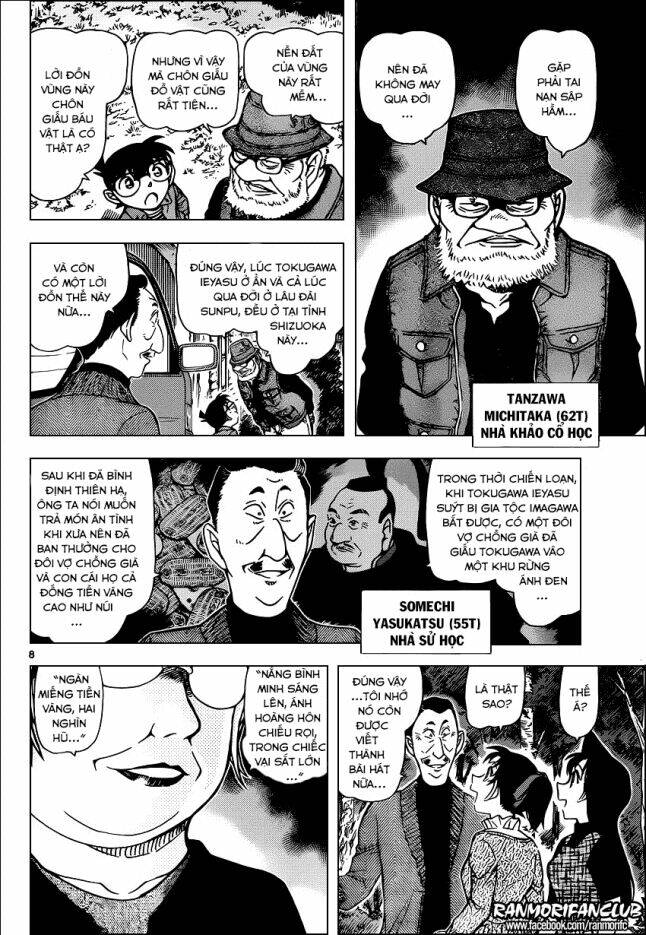 GẶP
PHẢI TAI
NẠN SẬP
HẦM...
NÊN ĐÃ
KHÔNG MAY
QUA ĐỜI
...
NỀN ĐẤT
CỦA VÙNG
NÀY RẤT
MỀM...
NHƯNG VÌ VẬY
MÀ CHÔN GIẤU
ĐỒ VẬT CŨNG
RẤT TIỆN...
LỜI ĐỒN
VÙNG NÀY
CHÔN
GIẤU BÁU
VẬT LÀ CÓ
THẬT Ạ?
TANZAWA
MICHITAKA (62T)
NHÀ KHẢO CỔ HỌC
ĐÚNG VẬY, LÚC TOKUGAWA
IEYASU Ở ẨN VÀ CẢ LÚC
QUA ĐỜI Ở LÂU ĐÀI
SUNPU, ĐỀU Ở TẠI TỈNH
SHIZUOKA
NÀY...
VÀ CÒN
CÓ MỘT LỜI
ĐỒN THẾ NÀY
NỮA...
TRONG THỜI CHIẾN LOẠN,
KHI TOKUGAWA IEYASU
SUÝT BỊ GIA TỘC IMAGAWA
BẮT ĐƯỢC, CÓ MỘT ĐÔI
VỢ CHỒNG GIÀ ĐÃ
GIẤU TOKUGAWA VÀO
MỘT KHU RỪNG
ÁNH ĐEN
...
SAU KHI ĐÃ BÌNH
ĐỊNH THIÊN HẠ,
ÔNG TA NÓI MUỐN
TRẢ MÓN ÂN TÌNH
KHI XƯA NÊN ĐÃ
BAN THƯỞNG CHO
ĐÔI VỢ CHỒNG GIÀ
VÀ CON CÁI HỌ CẢ
ĐỐNG TIỀN VÀNG
CAO NHƯ NÚI
...
SOMECHI
YASUKATSU (55T)
NHÀ SỬ HỌC
8
THẾ
Ã?
LÀ THẬT
SAO?
ĐÚNG VẬY
...TÔI NHỚ
NÓ CÒN
ĐƯỢC
VIẾT
THÀNH
BÀI HÁT
NỮA...
"NẮNG BÌNH
MINH SÁNG
LÊN, ÁNH
HOÀNG HÔN
CHIẾU RỌI,
TRONG CHIẾC
VẠI SẮT LỚN
..."
"NGÀN
MIẾNG TIỀN
VÀNG, HAI
NGHÌN
HŨ..."
RANMORIFANCLUB
www.facebook.com/ranmorifc